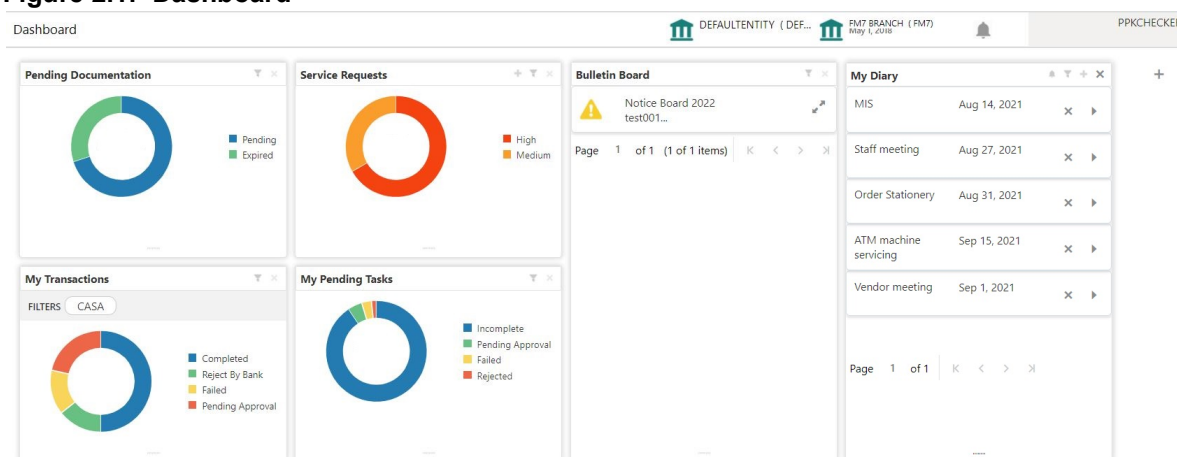 Figure 2.1: Dashboard
Dashboard
DEFAULTENTITY ( DEF...
FM7 BRANCH ( FM7)
May 1, 2018
PPKCHECKER
Pending Documentation
Pending
Expired
Service Requests
High
Medium
Bulletin Board
Notice Board 2022
test001...
Page 1 of 1 (1 of 1 items)
My Diary
MIS Aug 14, 2021
Staff meeting Aug 27, 2021
Order Stationery Aug 31, 2021
ATM machine Sep 15, 2021
servicing
Vendor meeting Sep 1, 2021
Page 1 of 1
My Transactions
FILTERS CASA
Completed
Reject By Bank
Failed
Pending Approval
My Pending Tasks
Incomplete
Pending Approval
Failed
Rejected